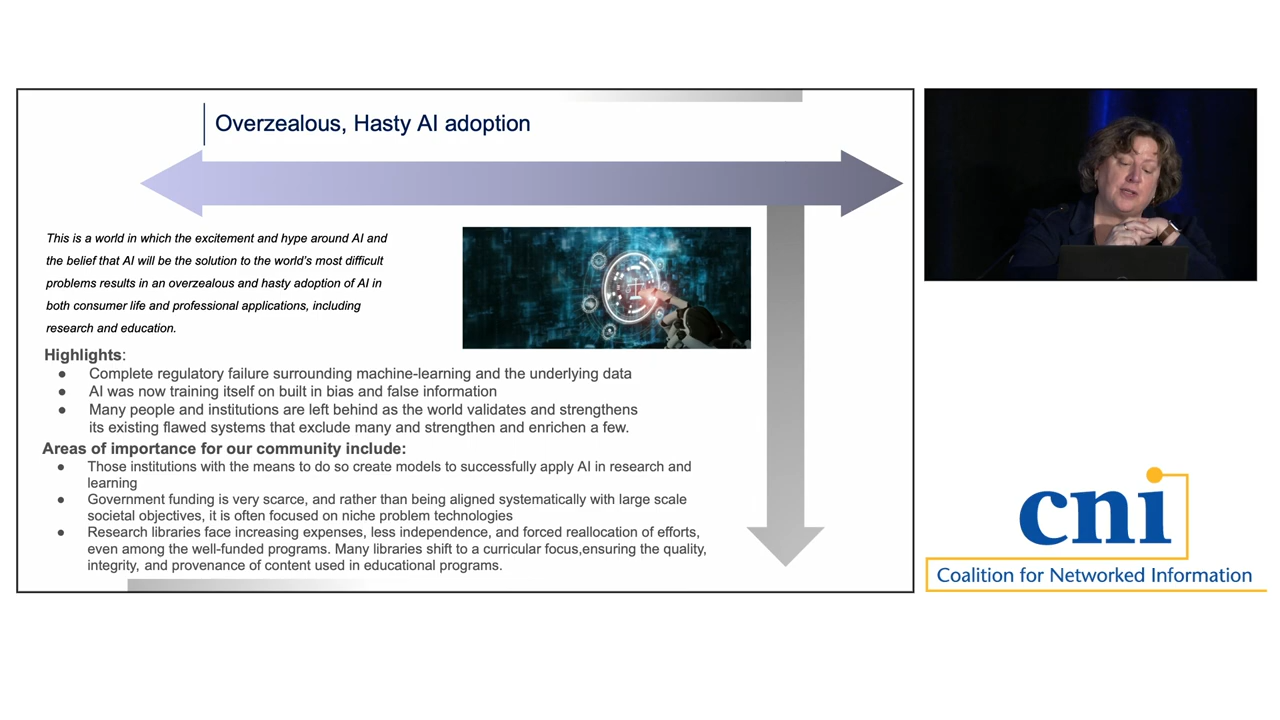 Overzealous, Hasty AI adoption
This is a world in which the excitement and hype around AI and
the belief that AI will be the solution to the world's most difficult
problems results in an overzealous and hasty adoption of AI in
both consumer life and professional applications, including
research and education.
Highlights:
● Complete regulatory failure surrounding machine-learning and the underlying data
● AI was now training itself on built in bias and false information
● Many people and institutions are left behind as the world validates and strengthens
its existing flawed systems that exclude many and strengthen and enrichen a few.
Areas of importance for our community include:
● Those institutions with the means to do so create models to successfully apply AI in research and
learning
● Government funding is very scarce, and rather than being aligned systematically with large scale
societal objectives, it is often focused on niche problem technologies
● Research libraries face increasing expenses, less independence, and forced reallocation of efforts,
even among the well-funded programs. Many libraries shift to a curricular focus,ensuring the quality,
integrity, and provenance of content used in educational programs.
cni
Coalition for Networked Information